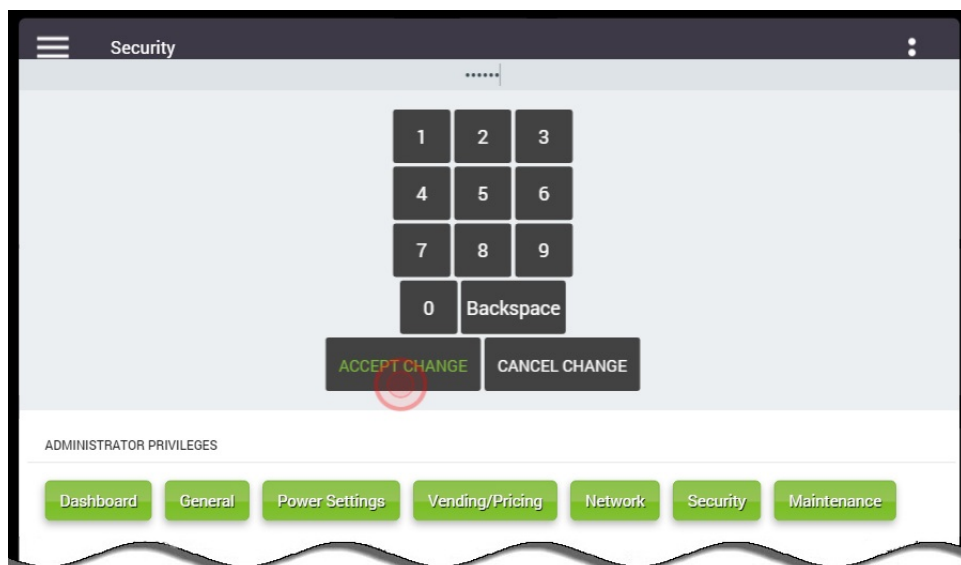 Security
••••••
1 2 3
4 5 6
7 8 9
0 Backspace
ACCEPT CHANGE CANCEL CHANGE
ADMINISTRATOR PRIVILEGES
Dashboard General Power Settings Vending/Pricing Network Security Maintenance